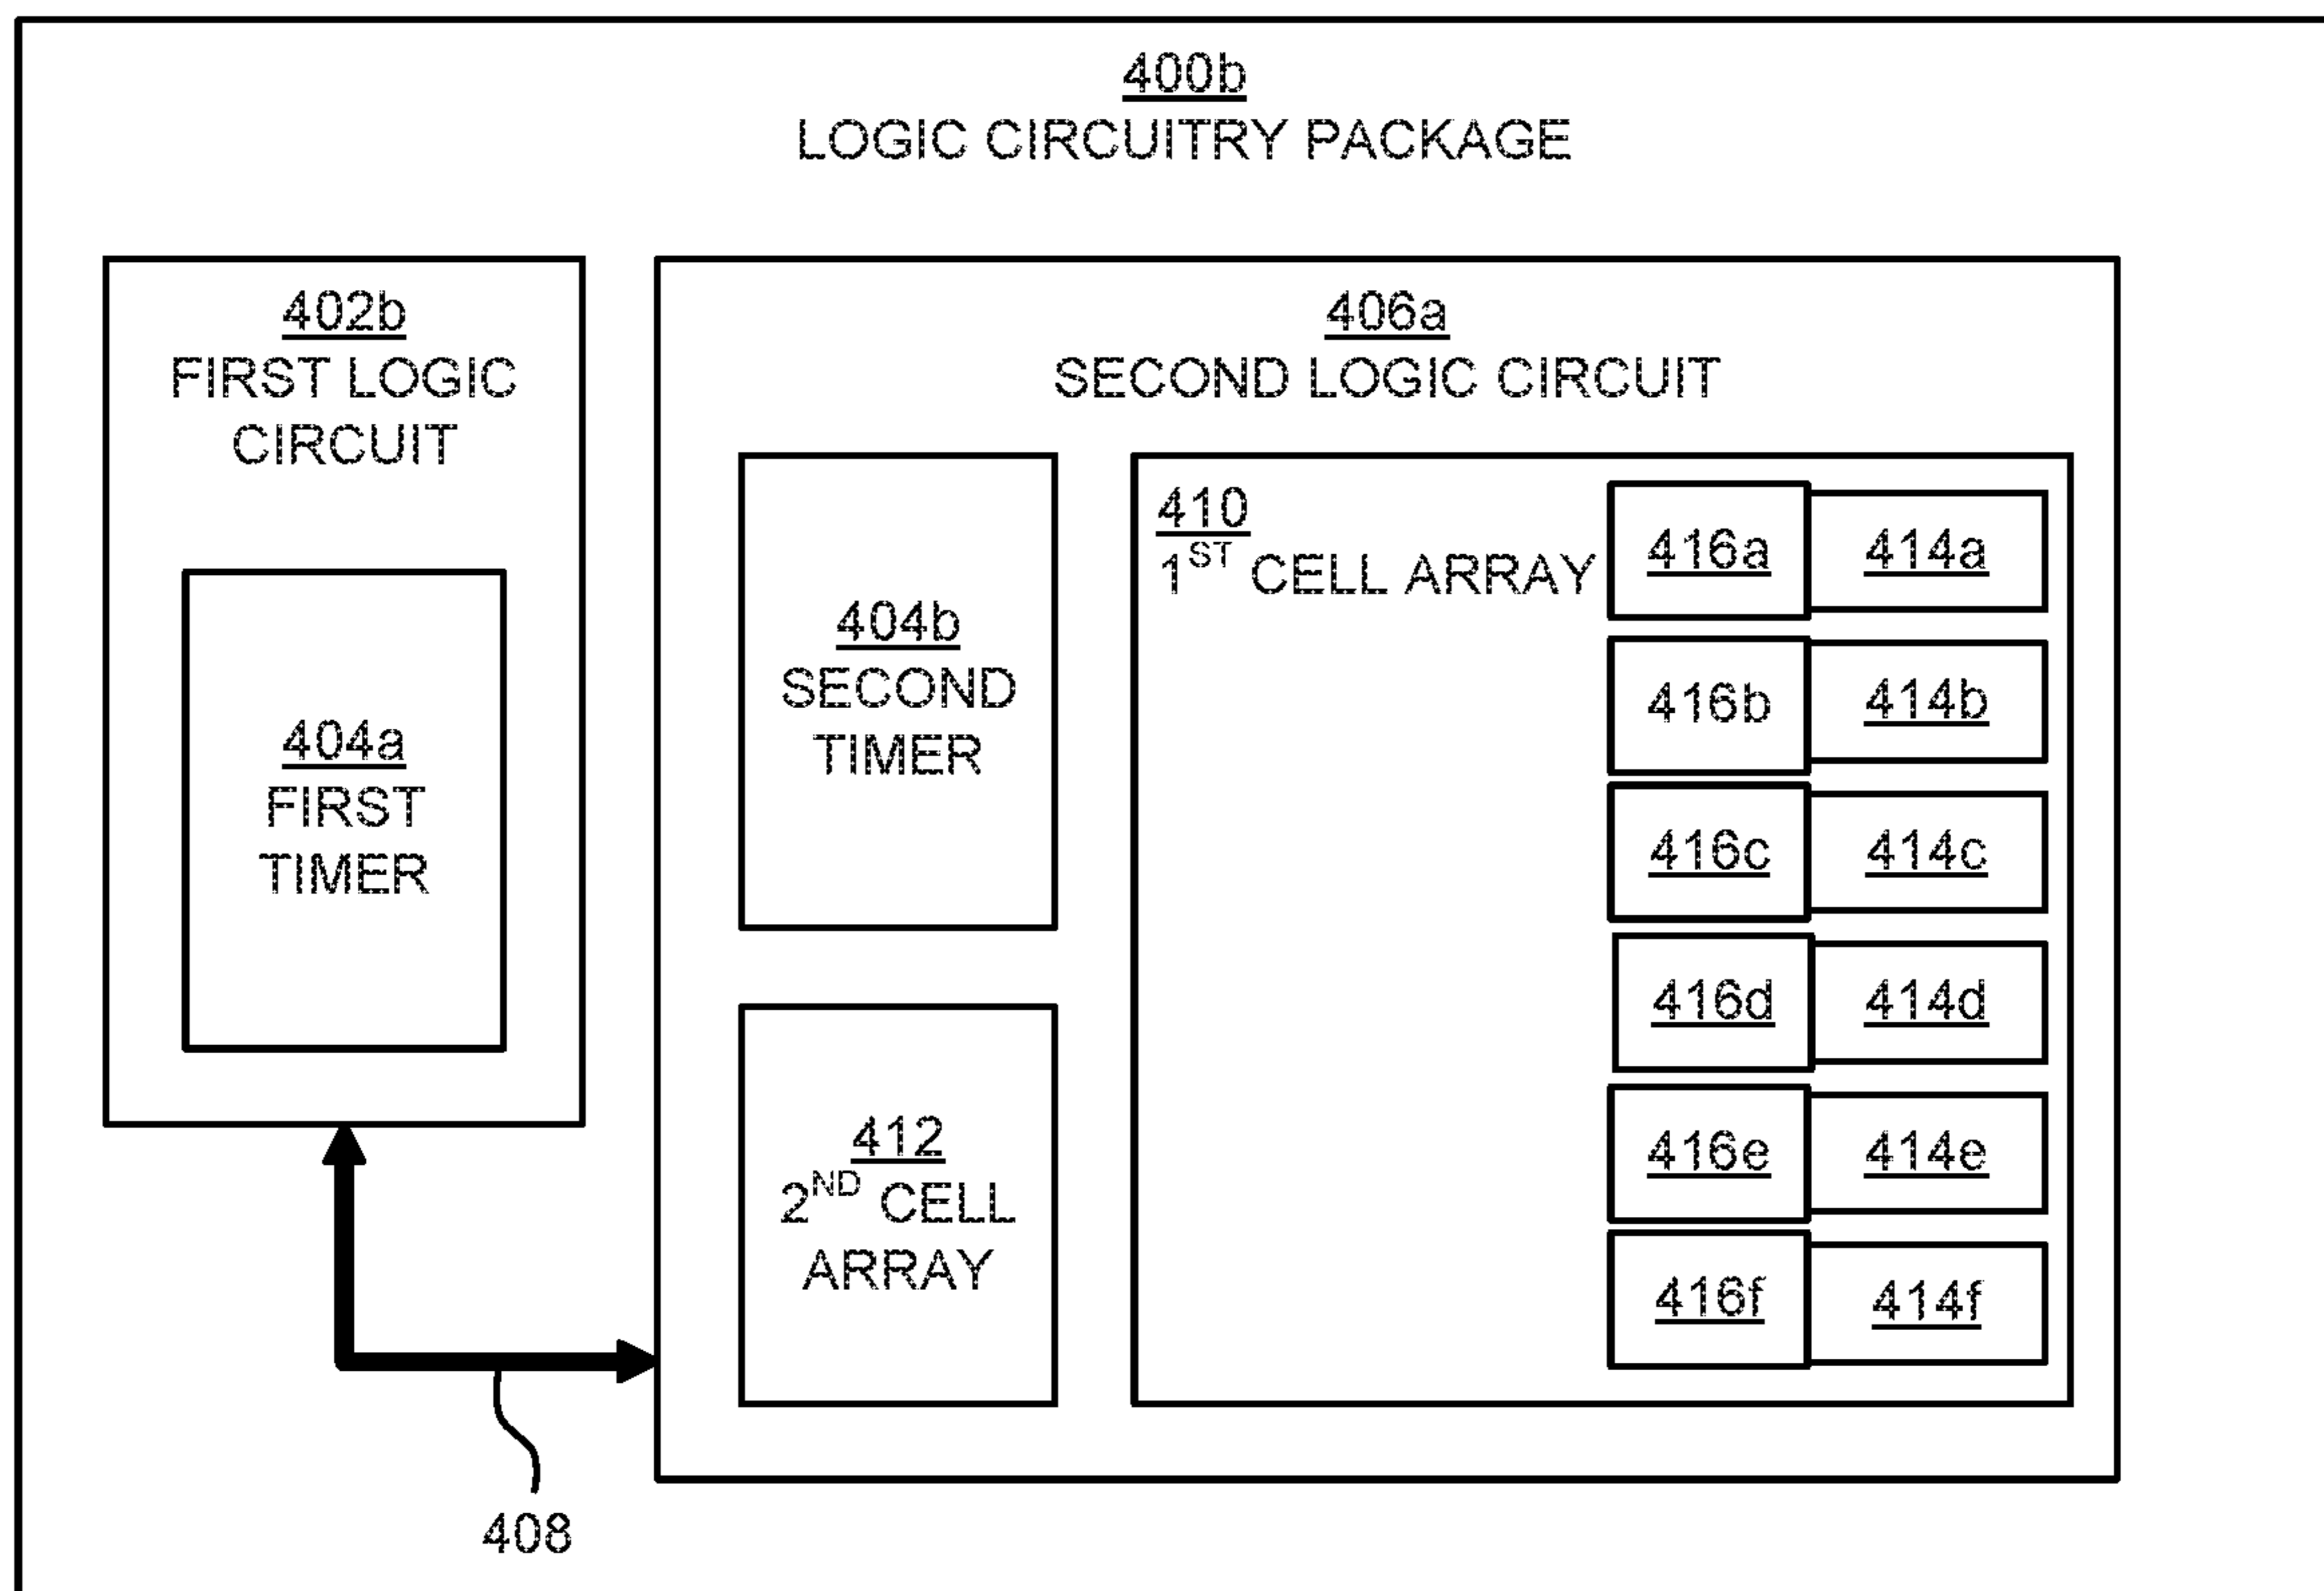 400b
LOGIC CIRCUITRY PACKAGE
402b
FIRST LOGIC
CIRCUIT
404a
FIRST
TIMER
406a
SECOND LOGIC CIRCUIT
404b
SECOND
TIMER
412
2ND CELL
ARRAY
410
1ST CELL ARRAY
416a 414a
416b 414b
416c 414c
416d 414d
416e 414e
416f 414f
408